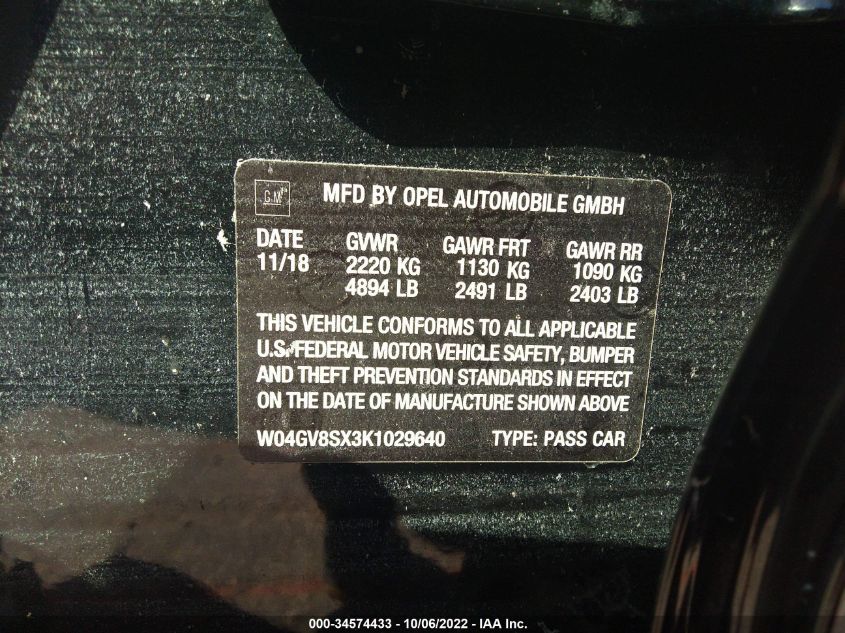 GM MFD BY OPEL AUTOMOBILE GMBH
DATE GVWR GAWR FRT GAWR RR
11/18 2220 KG 1130 KG 1090 KG
4894 LB 2491 LB 2403 LB
THIS VEHICLE CONFORMS TO ALL APPLICABLE
U.S. FEDERAL MOTOR VEHICLE SAFETY, BUMPER
AND THEFT PREVENTION STANDARDS IN EFFECT
ON THE DATE OF MANUFACTURE SHOWN ABOVE
W04GV8SX3K1029640 TYPE: PASS CAR
000-34574433 - 10/06/2022 - IAA Inc.